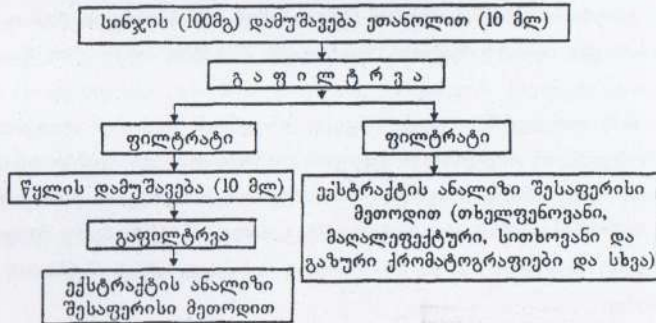 სინჯის (100მგ) დამუშავება ეთანოლით (10 მლ)
გაფილტრვა
ფილტრატი
წყლის დამუშავება (10 მლ)
გაფილტრვა
ექსტრაქტის ანალიზი
შესაფერისი მეთოდით
ფილტრატი
ექსტრაქტის ანალიზი შესაფერისი
მეთოდით (თხელფენოვანი,
მაღალეფექტური, სითხოვანი და
გაზური ქრომატოგრაფიები და სხვა)